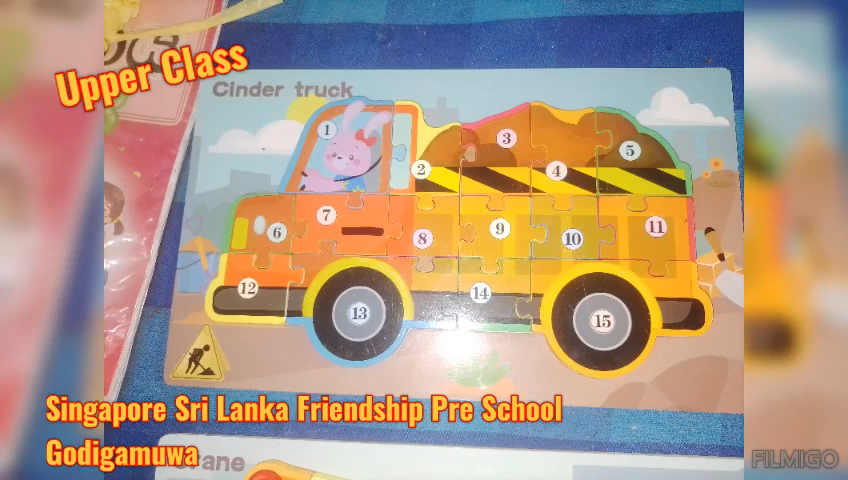 Upper Class
Cinder truck
1
2
3
4
5
6
7
8
9
10
11
12
13
14
15
Singapore Sri Lanka Friendship Pre School
Godigamuwa
rane
FILMIGO